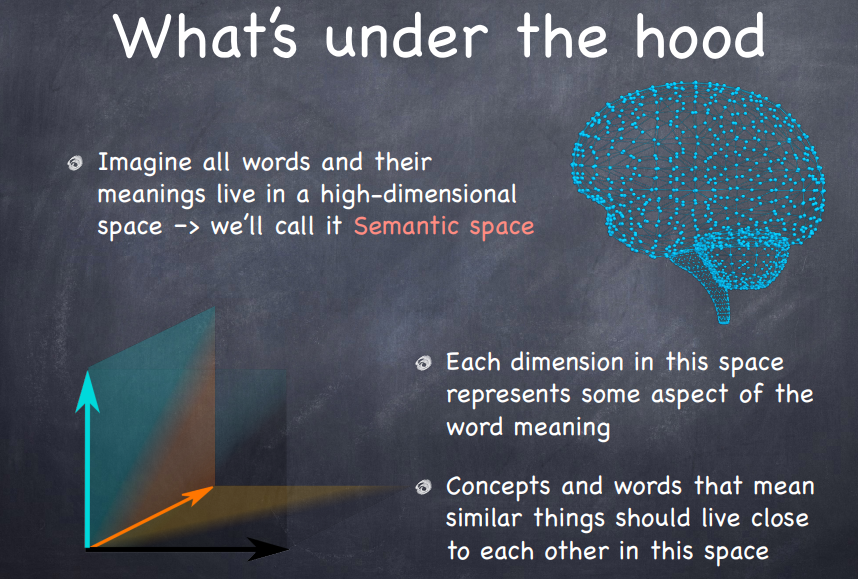 What's under the hood
Imagine all words and their
meanings live in a high-dimensional
space -> we'll call it Semantic space
Each dimension in this space
represents some aspect of the
word meaning
Concepts and words that mean
similar things should live close
to each other in this space